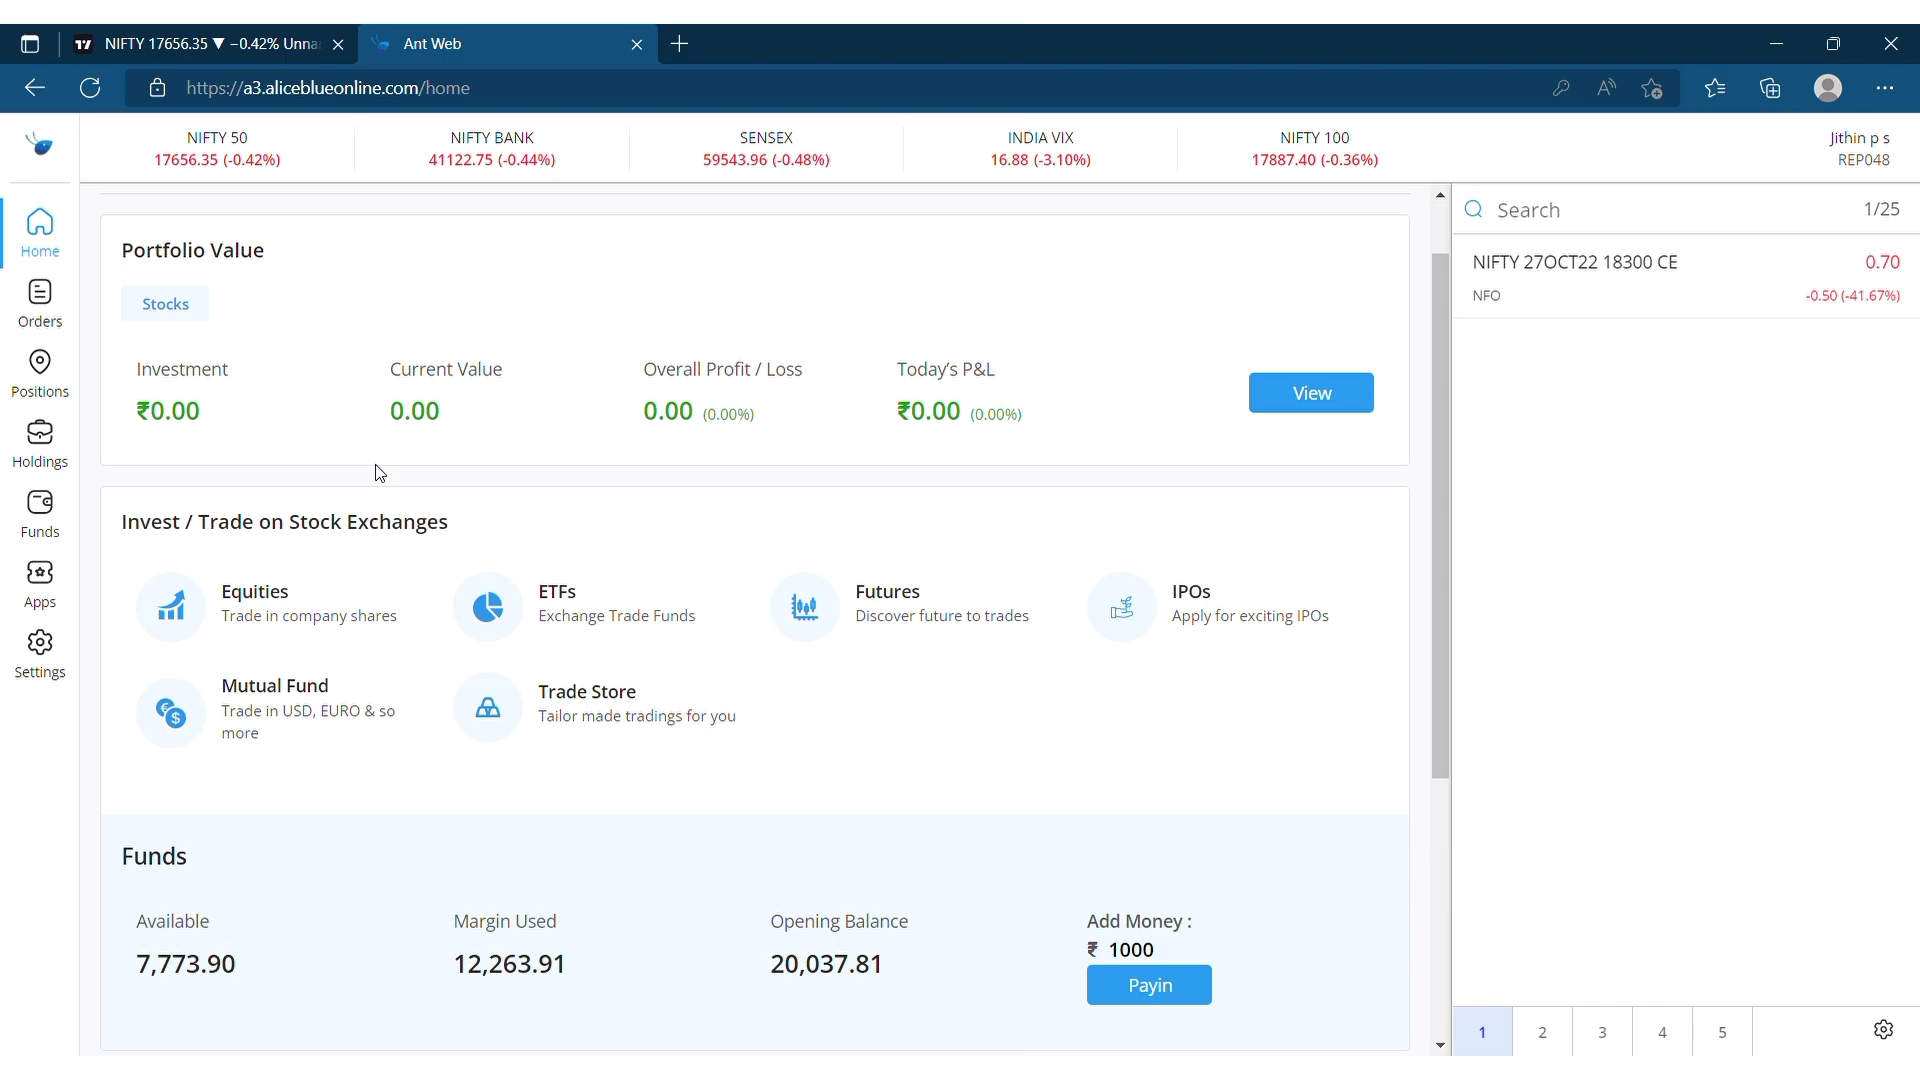 NIFTY 17656.35 ▼ −0.42% Unna
Ant Web
https://a3.aliceblueonline.com/home
NIFTY 50
17656.35 (-0.42%)
NIFTY BANK
41122.75 (-0.44%)
SENSEX
59543.96 (-0.48%)
INDIA VIX
16.88 (-3.10%)
NIFTY 100
17887.40 (-0.36%)
Jithin p s
REP048
Home
Orders
Positions
Holdings
Funds
Apps
Settings
Portfolio Value
Stocks
Investment
₹0.00
Current Value
0.00
Overall Profit / Loss
0.00 (0.00%)
Today's P&L
₹0.00 (0.00%)
View
Invest / Trade on Stock Exchanges
Equities
Trade in company shares
ETFs
Exchange Trade Funds
Futures
Discover future to trades
IPOs
Apply for exciting IPOs
Mutual Fund
Trade in USD, EURO & so
more
Trade Store
Tailor made tradings for you
Funds
Available
7,773.90
Margin Used
12,263.91
Opening Balance
20,037.81
Add Money :
₹ 1000
Payin
Search
1/25
NIFTY 27OCT22 18300 CE
0.70
NFO
-0.50 (-41.67%)
1 2 3 4 5